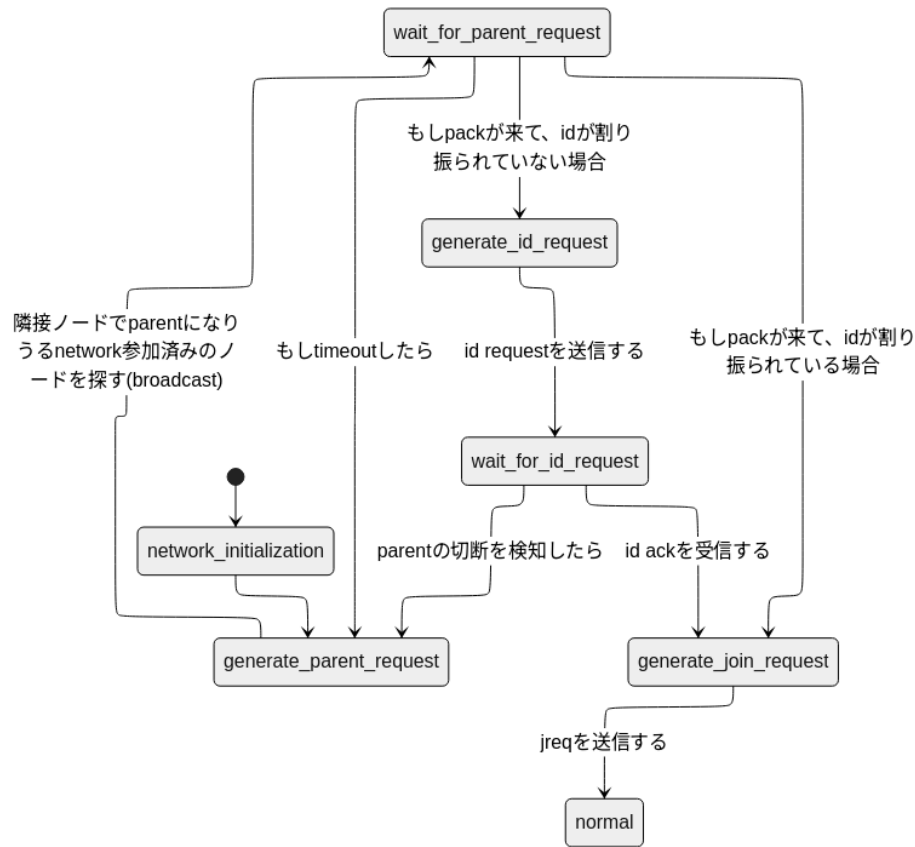 wait_for_parent_request
もしpackが来て、idが割り
振られていない場合
generate_id_request
隣接ノードでparentになり
うるnetwork参加済みのノ
ードを探す(broadcast)
もしtimeoutしたら
id requestを送信する
もしpackが来て、idが割り
振られている場合
wait_for_id_request
network_initialization
parentの切断を検知したら
id ackを受信する
generate_parent_request
generate_join_request
jreqを送信する
normal